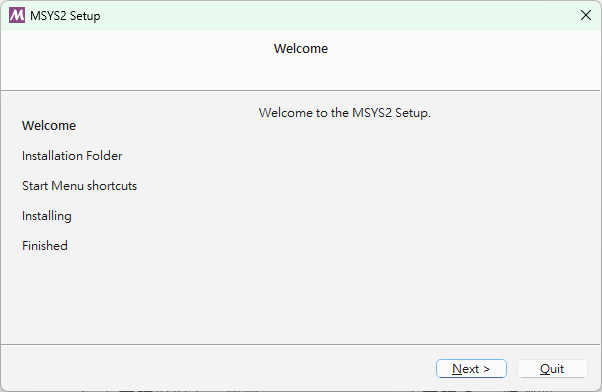 MSYS2 Setup
Welcome
Welcome to the MSYS2 Setup.
Welcome
Installation Folder
Start Menu shortcuts
Installing
Finished
Next >
Quit